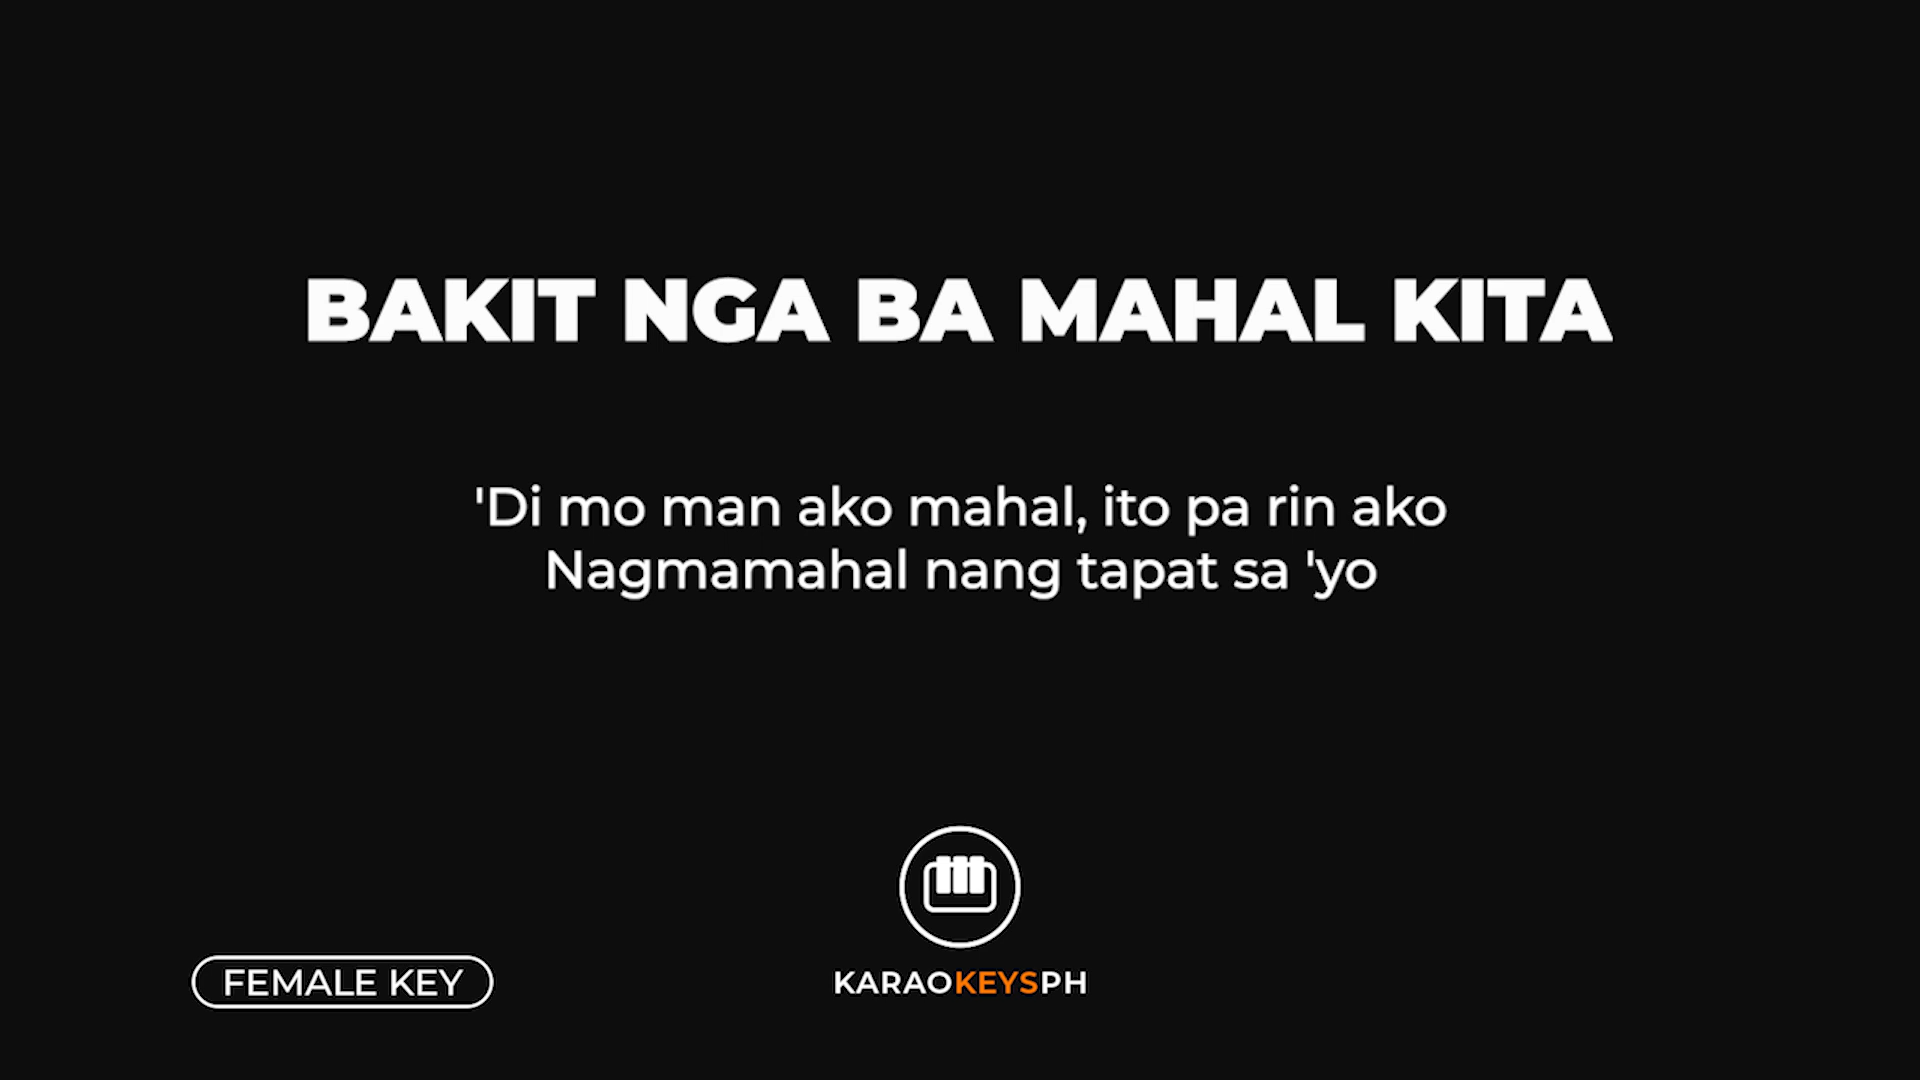 BAKIT NGA BA MAHAL KITA
'Di mo man ako mahal, ito pa rin ako
Nagmamahal nang tapat sa 'yo
FEMALE KEY
KARAOKEYSPH